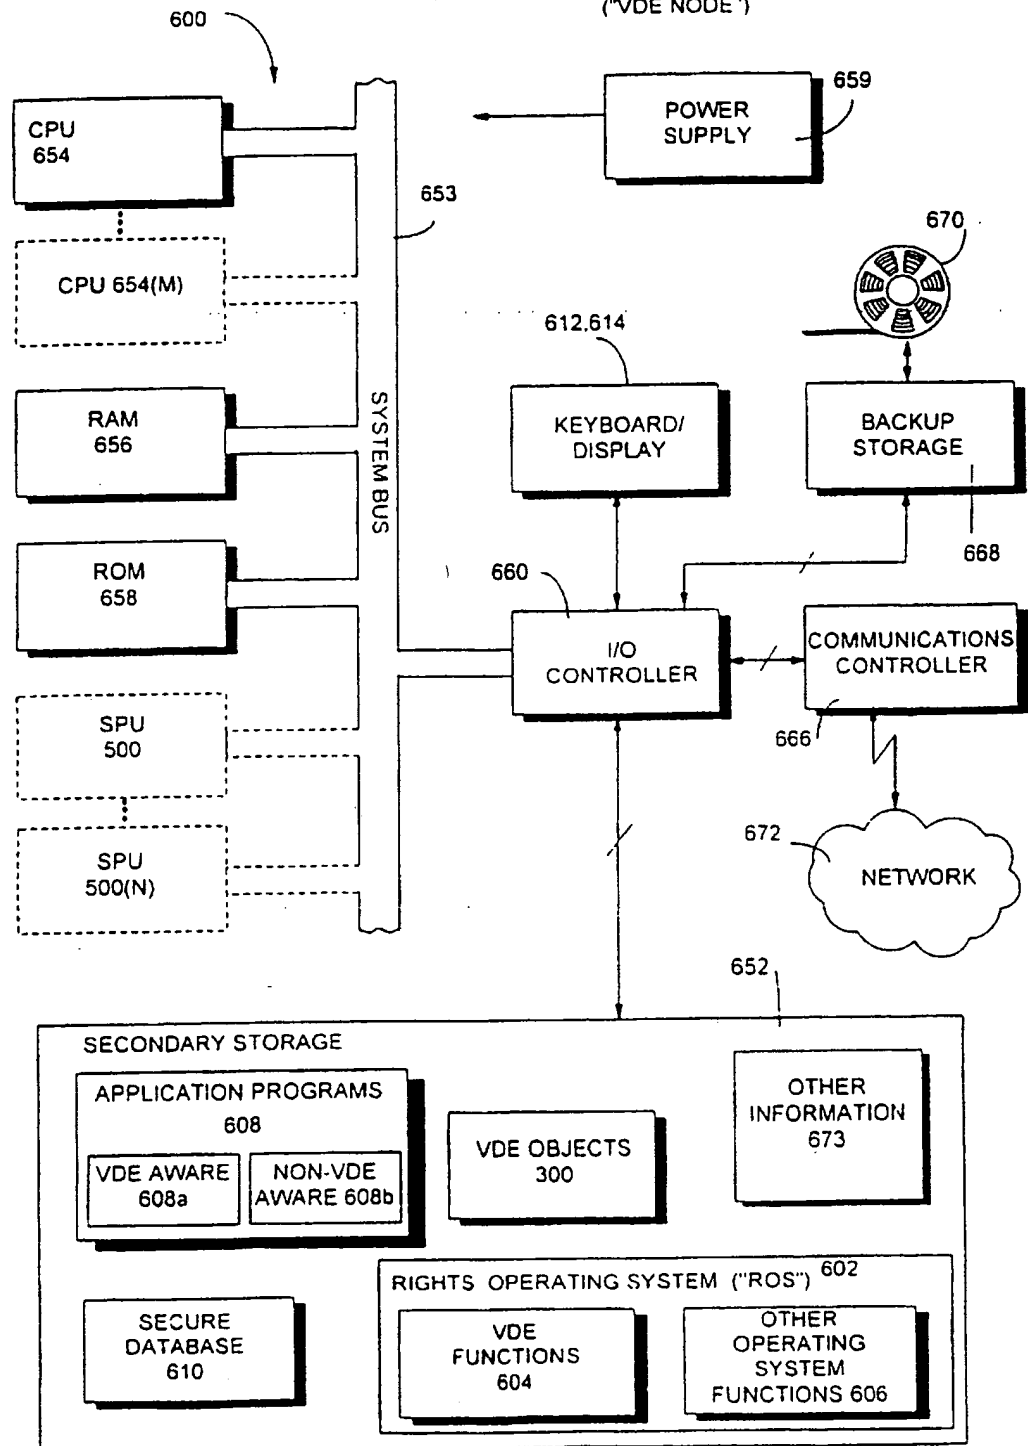 ("VDE NODE")
600
CPU
654
POWER
SUPPLY
659
653
670
CPU 654(M)
612,614
RAM
656
SYSTEM BUS
KEYBOARD/
DISPLAY
BACKUP
STORAGE
668
ROM
658
660
I/O
CONTROLLER
COMMUNICATIONS
CONTROLLER
666
SPU
500
672
NETWORK
SPU
500(N)
652
SECONDARY STORAGE
APPLICATION PROGRAMS
608
VDE AWARE
608a
NON-VDE
AWARE 608b
VDE OBJECTS
300
OTHER
INFORMATION
673
RIGHTS OPERATING SYSTEM ("ROS") 602
SECURE
DATABASE
610
VDE
FUNCTIONS
604
OTHER
OPERATING
SYSTEM
FUNCTIONS 606